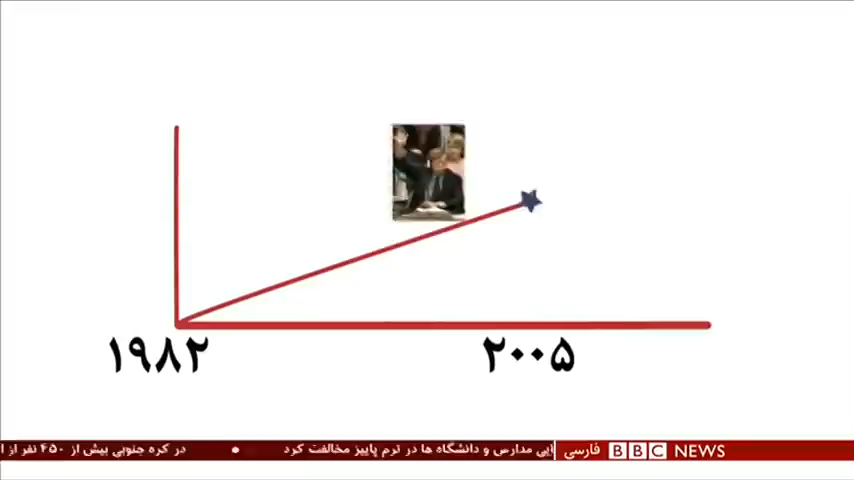 ۱۹۸۲
۲۰۰۵
فارسی BBC NEWS
ایی مدارس و دانشگاه ها در ترم پاییز مخالفت کرد • در کره جنوبی بیش از ۴۵۰ نفر از ا